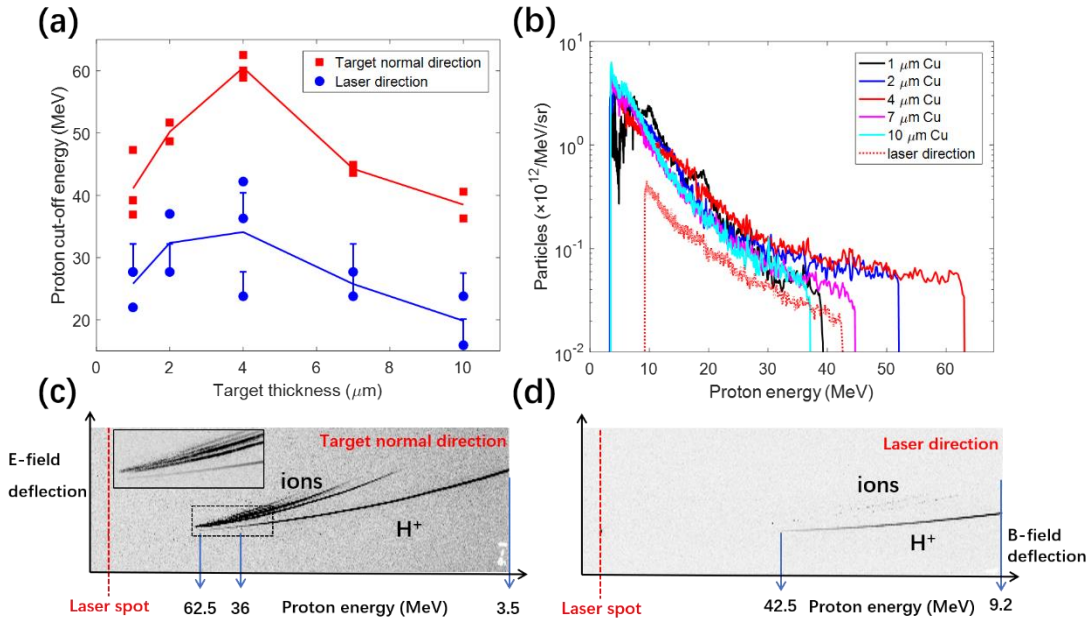 (a)
Proton cut-off energy (MeV)
60
50
40
30
20
10
0
0
2
4
6
8
10
Target thickness (μm)
Target normal direction
Laser direction
(b)
Particles (×10¹²/MeV/sr)
10¹
10⁰
10⁻¹
10⁻²
0
10
20
30
40
50
60
Proton energy (MeV)
1 μm Cu
2 μm Cu
4 μm Cu
7 μm Cu
10 μm Cu
laser direction
(c)
E-field
deflection
Target normal direction
ions
H⁺
Laser spot
62.5
36
Proton energy (MeV)
3.5
(d)
Laser direction
ions
H⁺
B-field
deflection
Laser spot
42.5
Proton energy (MeV)
9.2